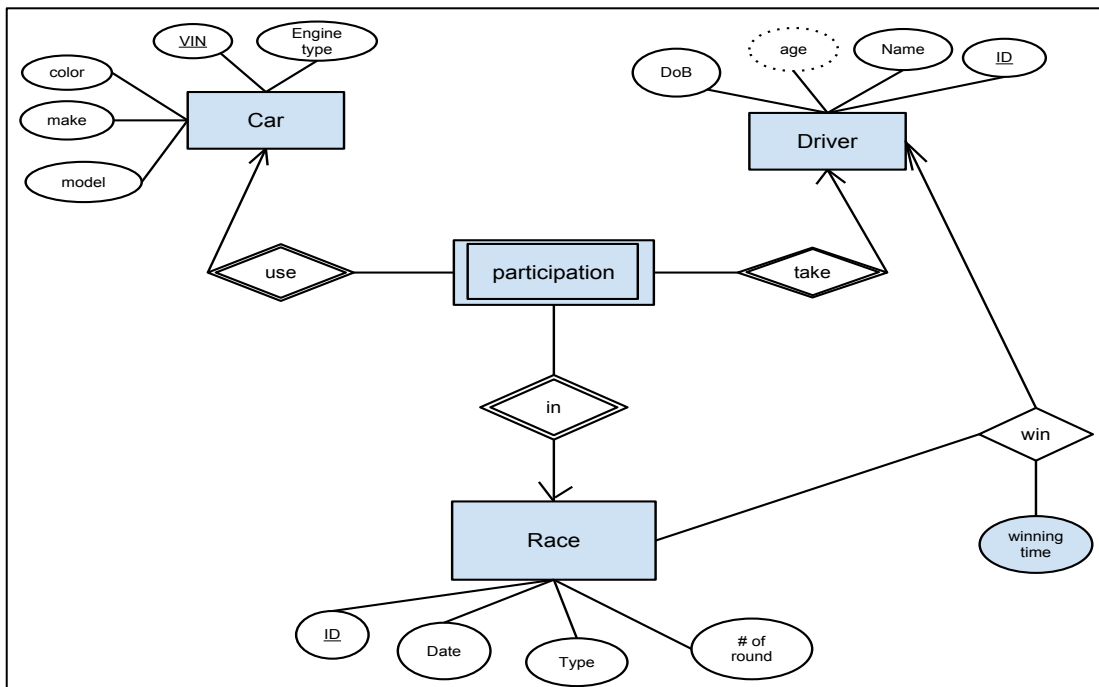 VIN
Engine
type
color
make
model
Car
DoB
age
Name
ID
Driver
use
participation
take
in
win
winning
time
Race
ID
Date
Type
# of
round